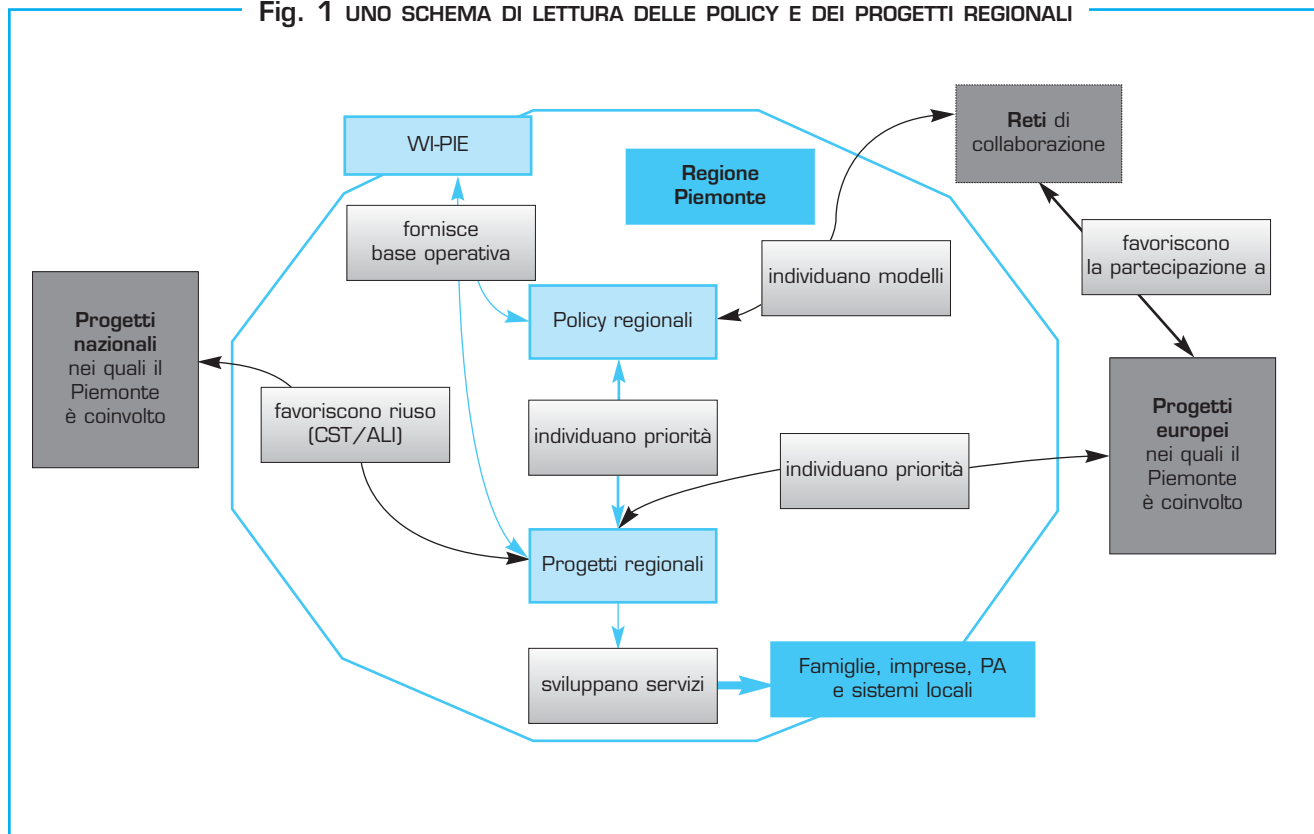 Fig. 1 UNO SCHEMA DI LETTURA DELLE POLICY E DEI PROGETTI REGIONALI
WI-PIE
Regione
Piemonte
Reti di
collaborazione
fornisce
base operativa
individuano modelli
favoriscono
la partecipazione a
Progetti
nazionali
nei quali il
Piemonte
è coinvolto
Policy regionali
favoriscono riuso
(CST/ALI)
individuano priorità
individuano priorità
Progetti
europei
nei quali il
Piemonte
è coinvolto
Progetti regionali
sviluppano servizi
Famiglie, imprese, PA
e sistemi locali